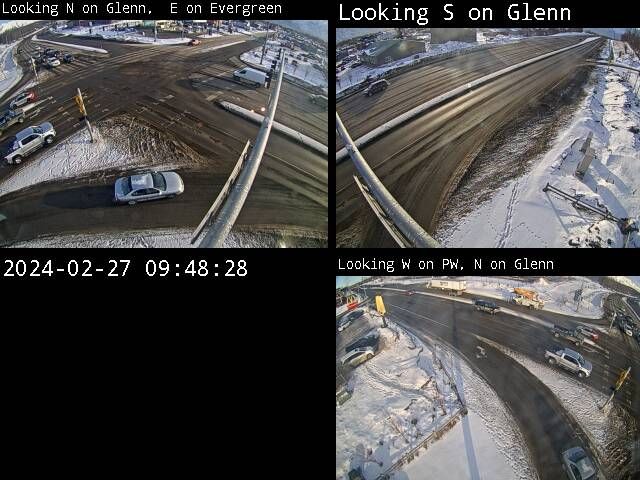 Looking N on Glenn,  E on Evergreen
Looking S on Glenn
2024-02-27 09:48:28
Looking W on PW, N on Glenn